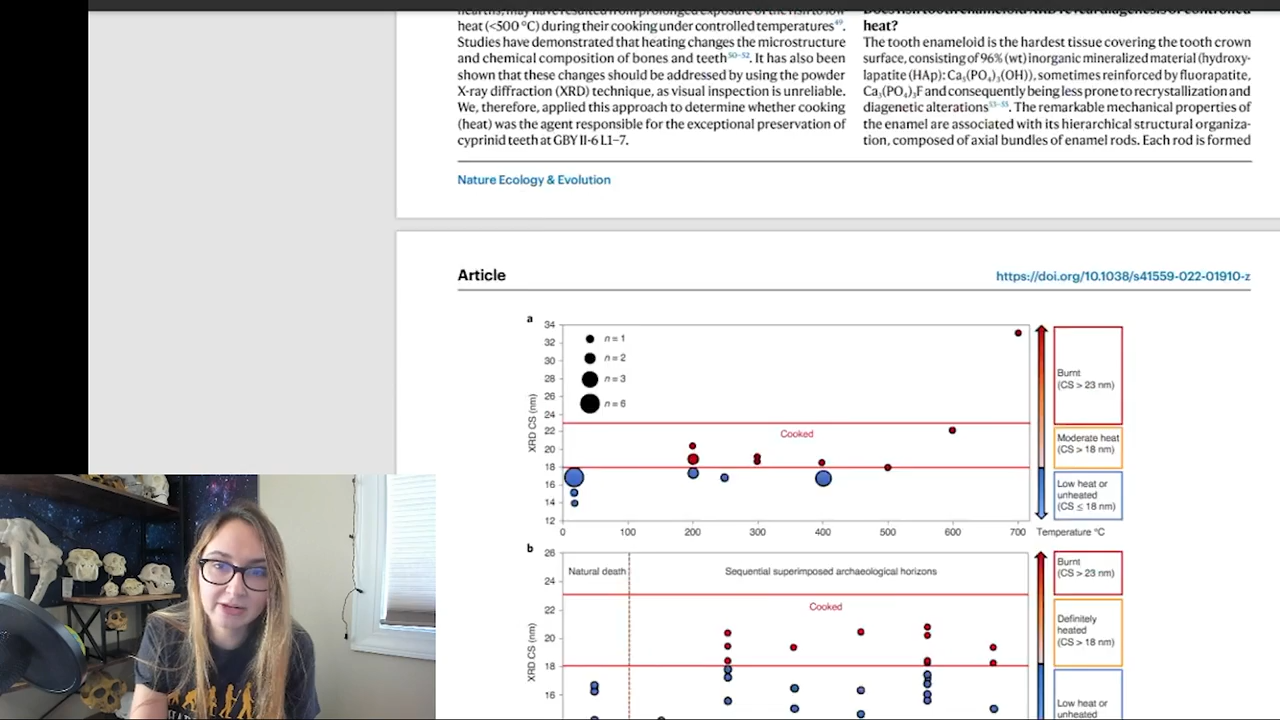 heat (<500 °C) during their cooking under controlled temperatures49.
Studies have demonstrated that heating changes the microstructure
and chemical composition of bones and teeth50–52. It has also been
shown that these changes should be addressed by using the powder
X-ray diffraction (XRD) technique, as visual inspection is unreliable.
We, therefore, applied this approach to determine whether cooking
(heat) was the agent responsible for the exceptional preservation of
cyprinid teeth at GBY II-6 L1–7.
heat?
The tooth enameloid is the hardest tissue covering the tooth crown
surface, consisting of 96% (wt) inorganic mineralized material (hydroxy-
lapatite (HAp): Ca5(PO4)3(OH)), sometimes reinforced by fluorapatite,
Ca5(PO4)3F and consequently being less prone to recrystallization and
diagenetic alterations53–55. The remarkable mechanical properties of
the enamel are associated with its hierarchical structural organiza-
tion, composed of axial bundles of enamel rods. Each rod is formed
Nature Ecology & Evolution
Article
https://doi.org/10.1038/s41559-022-01910-z
a
34
32
30
28
26
24
22
20
18
16
14
12
XRD CS (nm)
n = 1
n = 2
n = 3
n = 6
Cooked
0
100
200
300
400
500
600
700
Temperature °C
Burnt
(CS > 23 nm)
Moderate heat
(CS > 18 nm)
Low heat or
unheated
(CS ≤ 18 nm)
b
26
24
22
20
18
16
XRD CS (nm)
Natural death
Sequential superimposed archaeological horizons
Cooked
Burnt
(CS > 23 nm)
Definitely
heated
(CS > 18 nm)
Low heat or
unheated